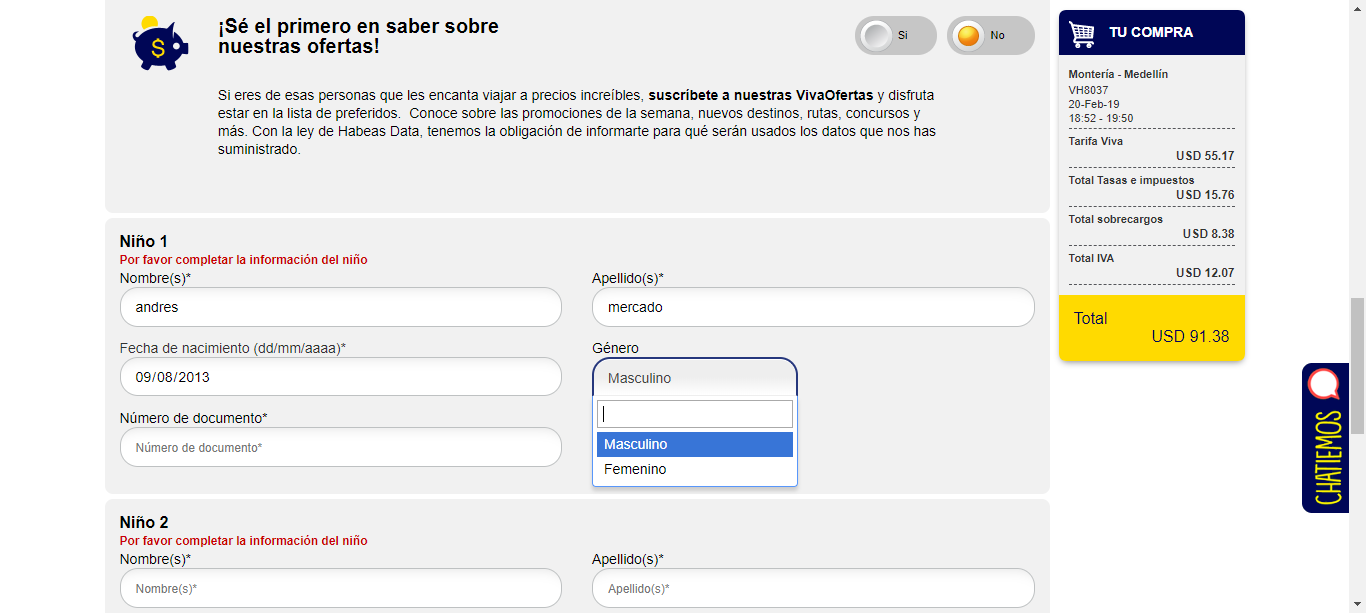 ¡Sé el primero en saber sobre
nuestras ofertas!
Si
No
Si eres de esas personas que les encanta viajar a precios increíbles, suscríbete a nuestras VivaOfertas y disfruta
estar en la lista de preferidos. Conoce sobre las promociones de la semana, nuevos destinos, rutas, concursos y
más. Con la ley de Habeas Data, tenemos la obligación de informarte para qué serán usados los datos que nos has
suministrado.
Niño 1
Por favor completar la información del niño
Nombre(s)*
Apellido(s)*
andres
mercado
Fecha de nacimiento (dd/mm/aaaa)*
Género
09/08/2013
Masculino
Número de documento*
Número de documento*
Masculino
Femenino
Niño 2
Por favor completar la información del niño
Nombre(s)*
Apellido(s)*
Nombre(s)*
Apellido(s)*
TU COMPRA
Montería - Medellín
VH8037
20-Feb-19
18:52 - 19:50
Tarifa Viva
USD 55.17
Total Tasas e impuestos
USD 15.76
Total sobrecargos
USD 8.38
Total IVA
USD 12.07
Total
USD 91.38
CHATIEMOS
$